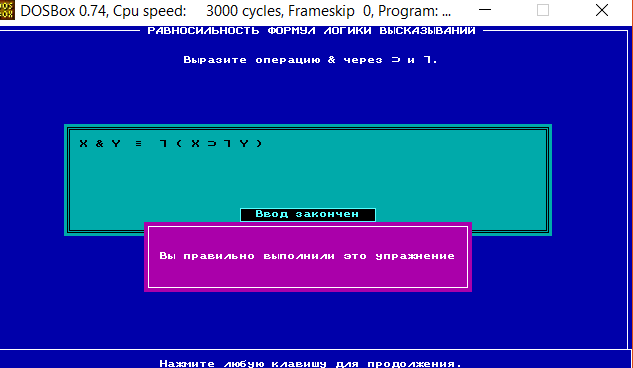 DOSBox 0.74, Cpu speed: 3000 cycles, Frameskip 0, Program: ...
РАВНОСИЛЬНОСТЬ ФОРМУЛ ЛОГИКИ ВЫСКАЗЫВАНИЙ
Выразите операцию & через ⊃ и ㄱ.
X & Y ≡ ㄱ ( X ⊃ ㄱ Y )
Ввод закончен
Вы правильно выполнили это упражнение
Нажмите любую клавишу для продолжения.